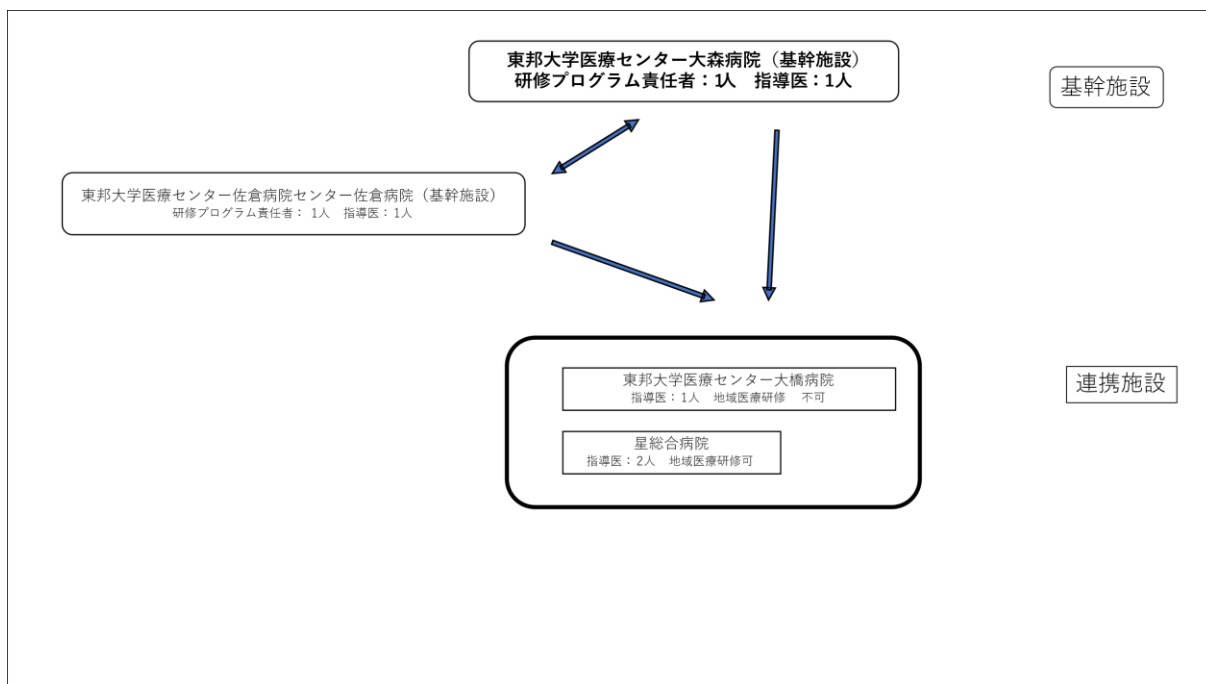 東邦大学医療センター大森病院（基幹施設）
研修プログラム責任者：1人　指導医：1人
基幹施設
東邦大学医療センター佐倉病院センター佐倉病院（基幹施設）
研修プログラム責任者： 1人　指導医：1人
東邦大学医療センター大橋病院
指導医：1人　地域医療研修　不可
連携施設
星総合病院
指導医：2人　地域医療研修可